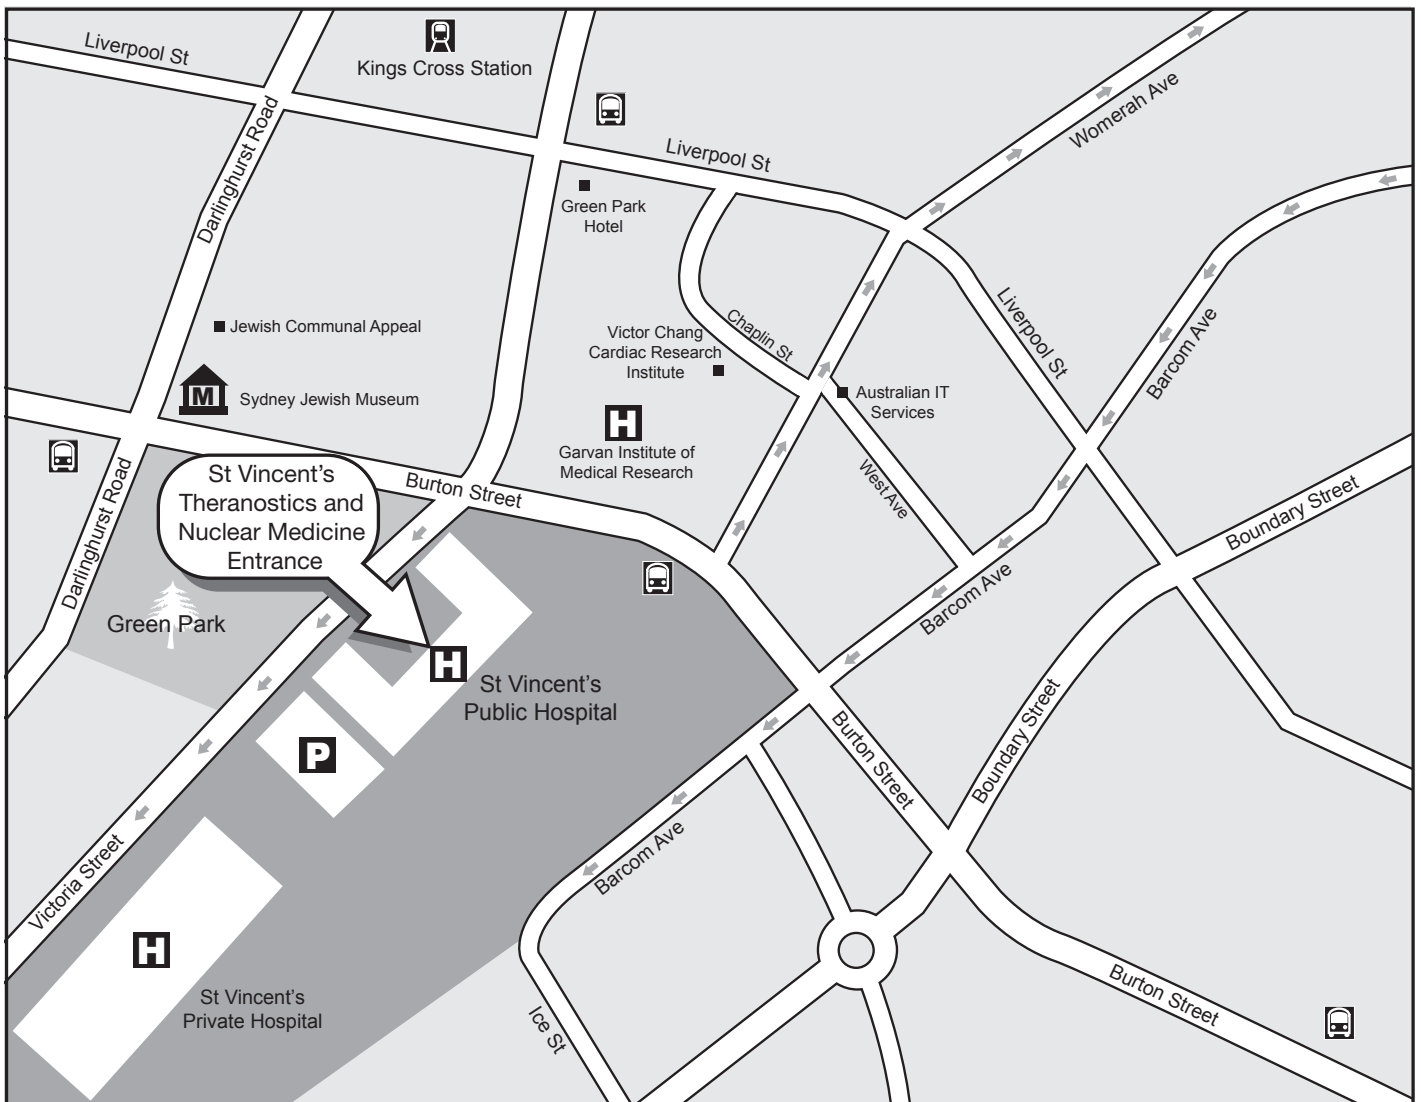 Liverpool St
Kings Cross Station
Darlinghurst Road
Liverpool St
Womerah Ave
Green Park
Hotel
Jewish Communal Appeal
M
Sydney Jewish Museum
Victor Chang
Cardiac Research
Institute
Chaplin St
Liverpool St
Barcom Ave
Australian IT
Services
H
Garvan Institute of
Medical Research
West Ave
Burton Street
Boundary Street
St Vincent's
Theranostics and
Nuclear Medicine
Entrance
Darlinghurst Road
Green Park
Barcom Ave
H
St Vincent's
Public Hospital
P
Burton Street
Boundary Street
Victoria Street
Barcom Ave
H
St Vincent's
Private Hospital
Ice St
Burton Street